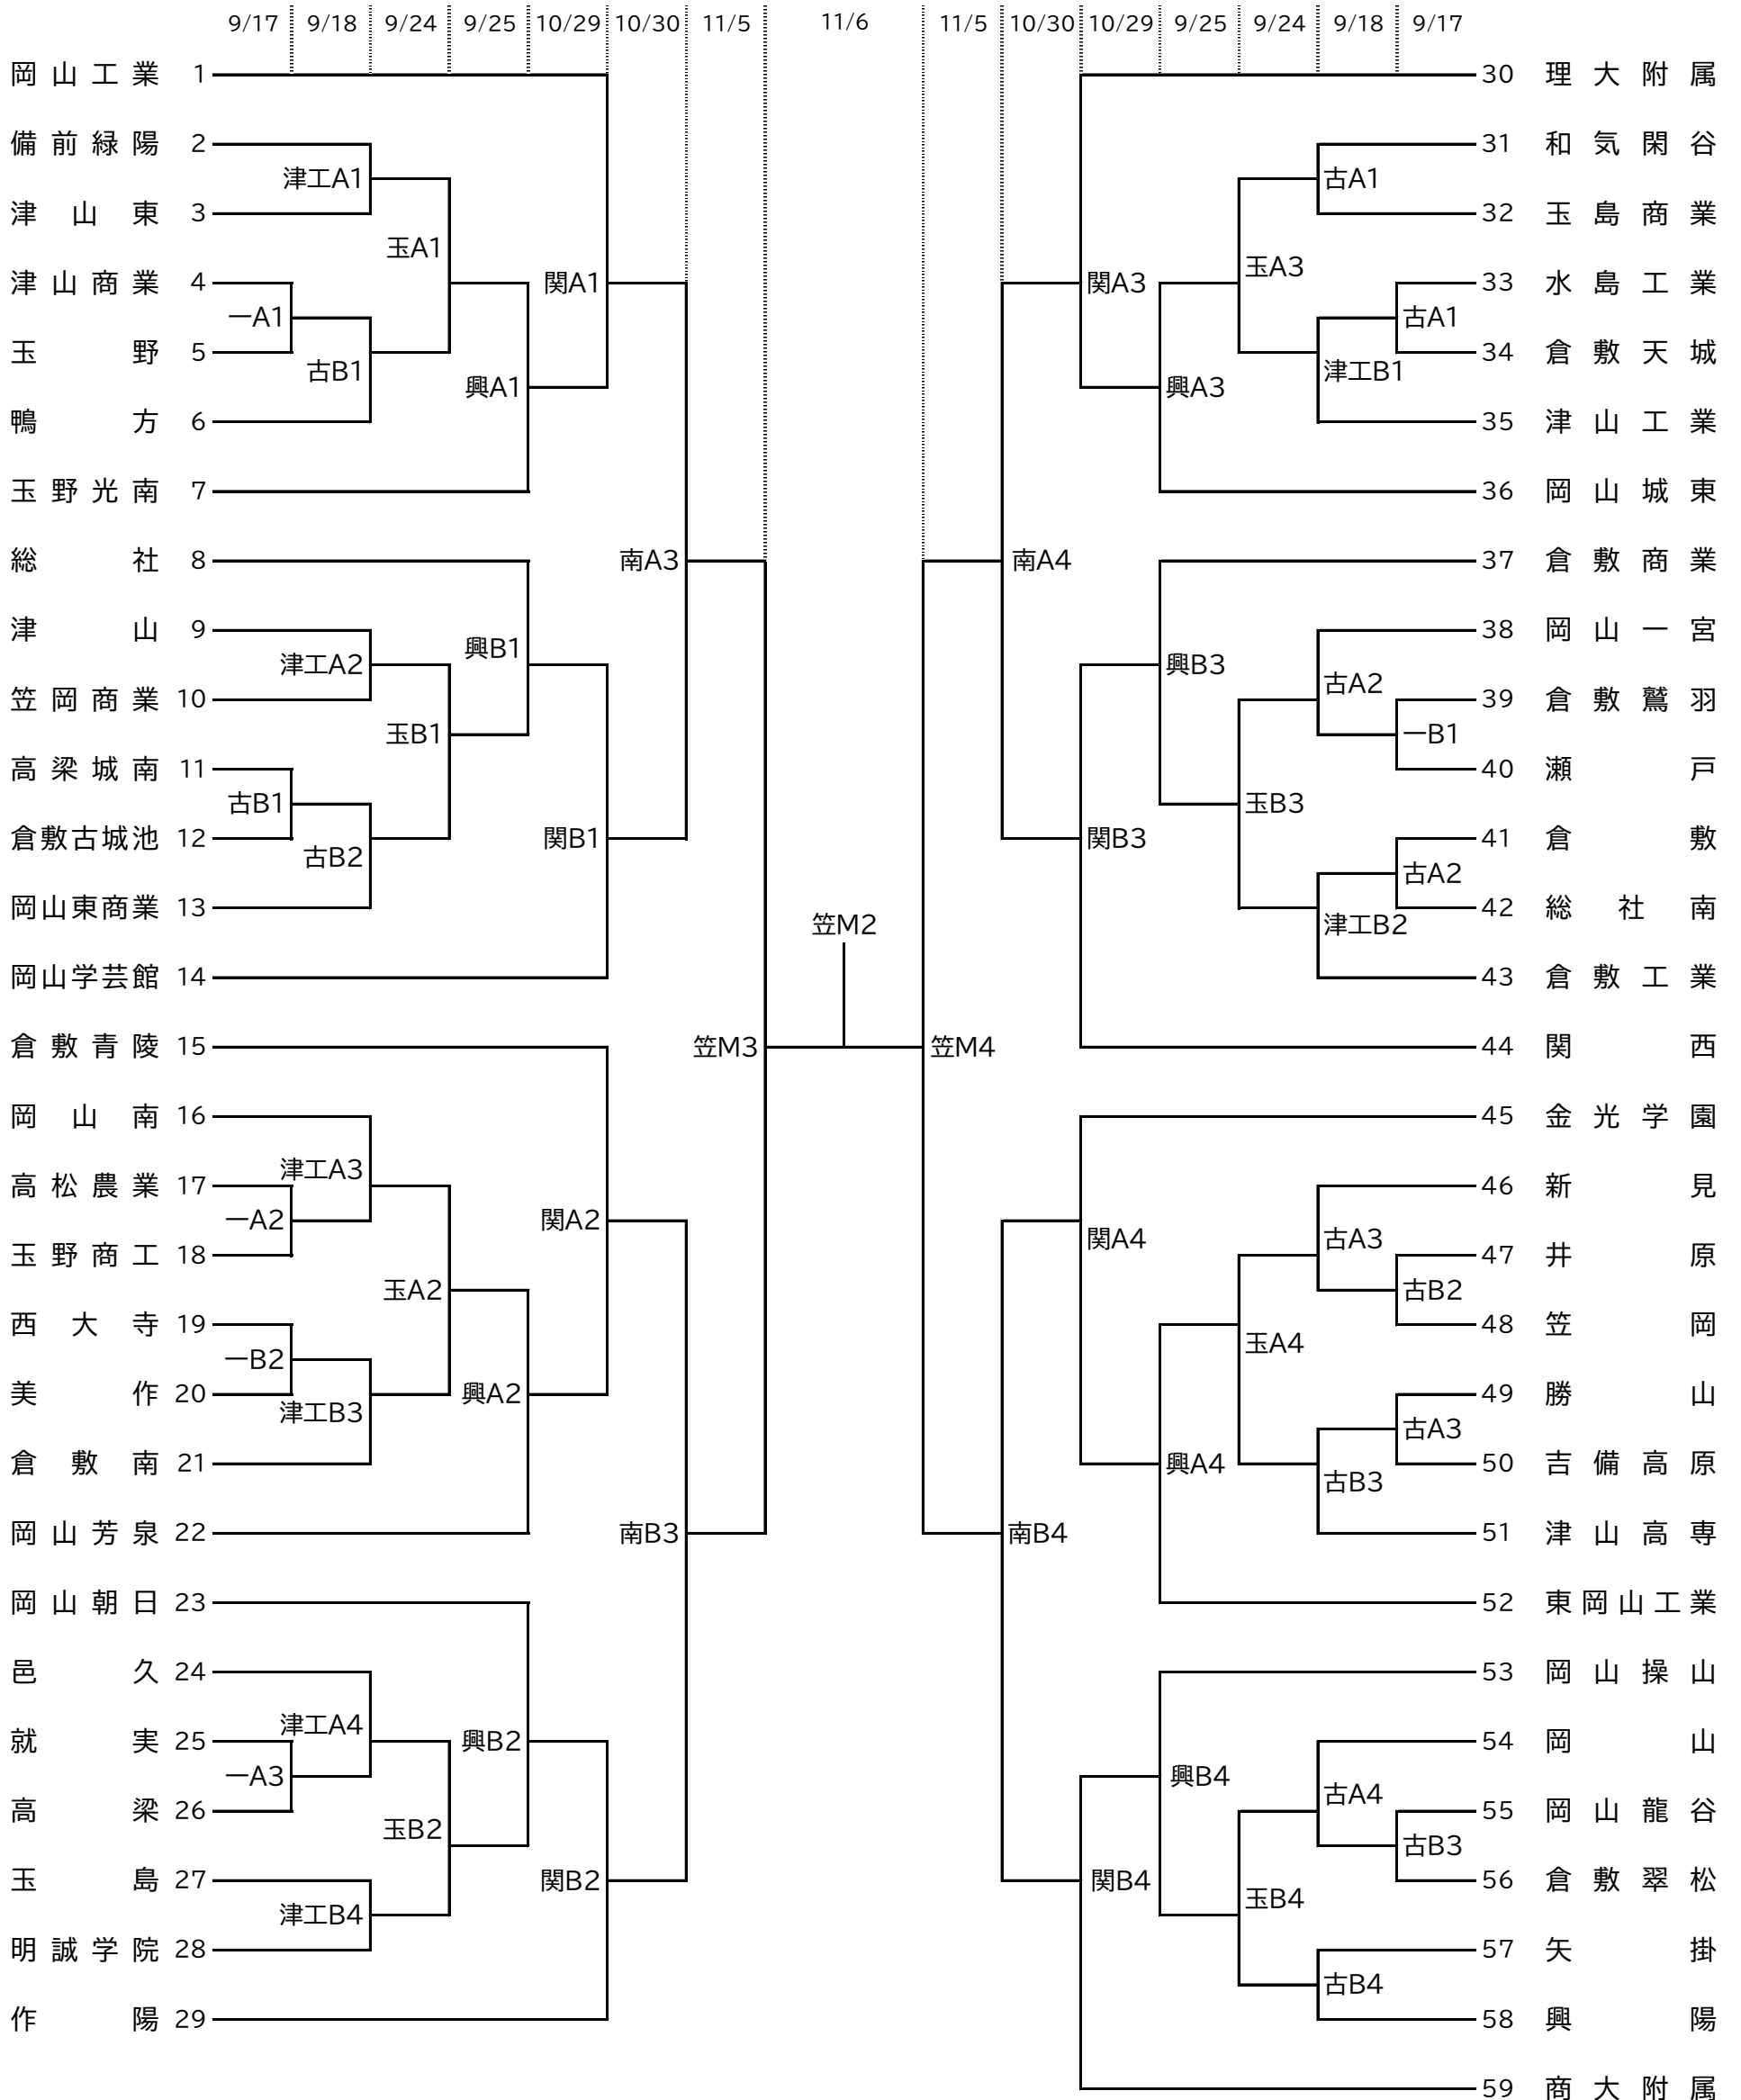 9/17 9/18 9/24 9/25 10/29 10/30 11/5 11/6 11/5 10/30 10/29 9/25 9/24 9/18 9/17
岡山工業 1
備前緑陽 2
津工A1
津山東 3
玉A1
津山商業 4
関A1
一A1
玉野 5
古B1
興A1
鴨方 6
玉野光南 7
総社 8
南A3
津山 9
興B1
津工A2
笠岡商業 10
玉B1
高梁城南 11
古B1
倉敷古城池 12
関B1
古B2
岡山東商業 13
岡山学芸館 14
倉敷青陵 15
笠M3
岡山南 16
津工A3
高松農業 17
一A2
関A2
玉野商工 18
玉A2
西大寺 19
一B2
美作 20
興A2
津工B3
倉敷南 21
岡山芳泉 22
南B3
岡山朝日 23
邑久 24
津工A4
就実 25
興B2
一A3
高梁 26
玉B2
玉島 27
関B2
津工B4
明誠学院 28
作陽 29
笠M2
30 理大附属
31 和気閑谷
古A1
32 玉島商業
玉A3
33 水島工業
関A3
古A1
34 倉敷天城
津工B1
興A3
35 津山工業
36 岡山城東
37 倉敷商業
南A4
38 岡山一宮
興B3
古A2
39 倉敷鷲羽
一B1
40 瀬戸
玉B3
41 倉敷
関B3
古A2
42 総社南
津工B2
43 倉敷工業
44 関西
笠M4
45 金光学園
46 新見
古A3
関A4
47 井原
古B2
48 笠岡
玉A4
49 勝山
古A3
50 吉備高原
興A4
古B3
51 津山高専
南B4
52 東岡山工業
53 岡山操山
54 岡山
興B4
古A4
55 岡山龍谷
古B3
56 倉敷翠松
関B4
玉B4
57 矢掛
古B4
58 興陽
59 商大附属